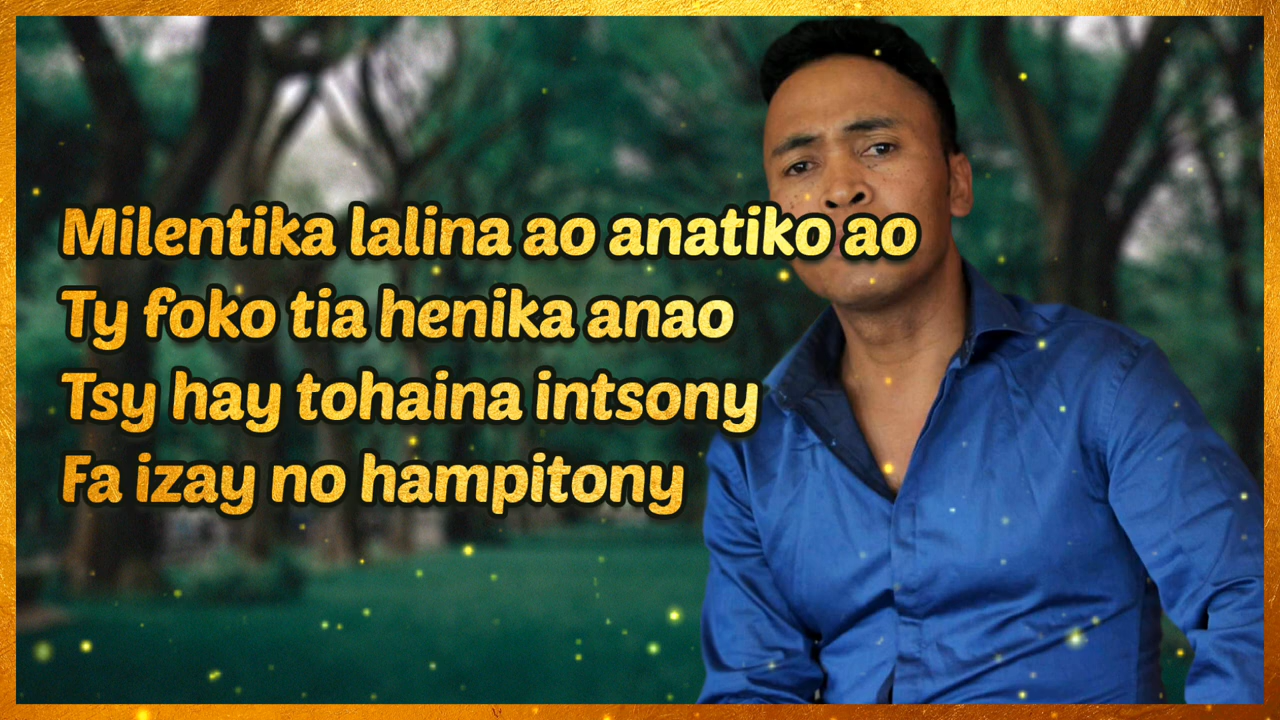 Milentika lalina ao anatiko ao
Ty foko tia henika anao
Tsy hay tohaina intsony
Fa izay no hampitony